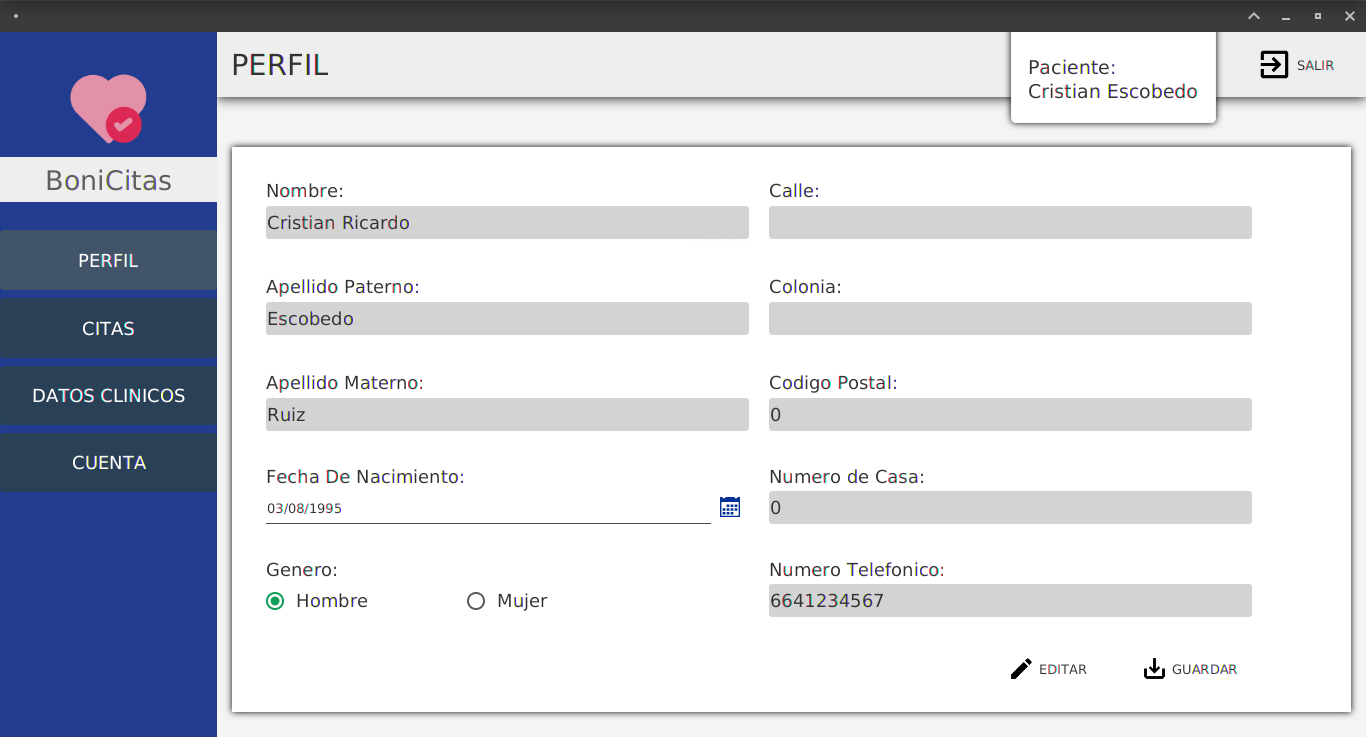 PERFIL
Paciente:
Cristian Escobedo
SALIR
BoniCitas
PERFIL
CITAS
DATOS CLINICOS
CUENTA
Nombre:
Cristian Ricardo
Apellido Paterno:
Escobedo
Apellido Materno:
Ruiz
Fecha De Nacimiento:
03/08/1995
Genero:
Hombre
Mujer
Calle:
Colonia:
Codigo Postal:
0
Numero de Casa:
0
Numero Telefonico:
6641234567
EDITAR
GUARDAR